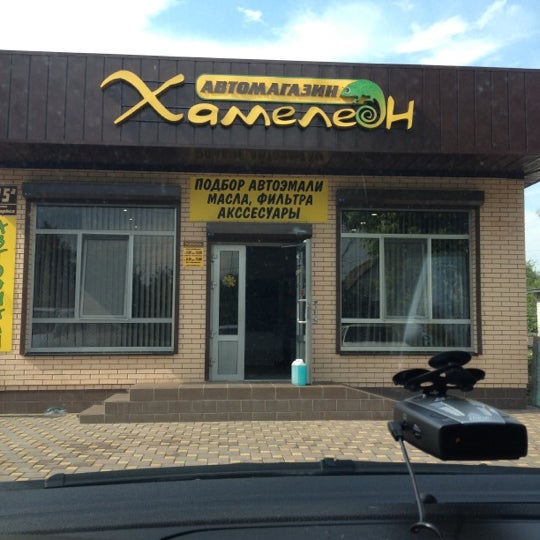 АВТОМАГАЗИН
Хамелеон
ПОДБОР АВТОЭМАЛИ
МАСЛА, ФИЛЬТРА
АКССЕСУАРЫ